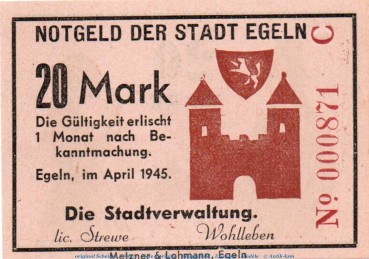 NOTGELD DER STADT EGELN
20 Mark
Die Gültigkeit erlischt
1 Monat nach Be-
kanntmachung.
Egeln, im April 1945.
Die Stadtverwaltung.
lic. Strewe Wohlleben
Melzner & Lohmann, Egeln.
No 000871 C